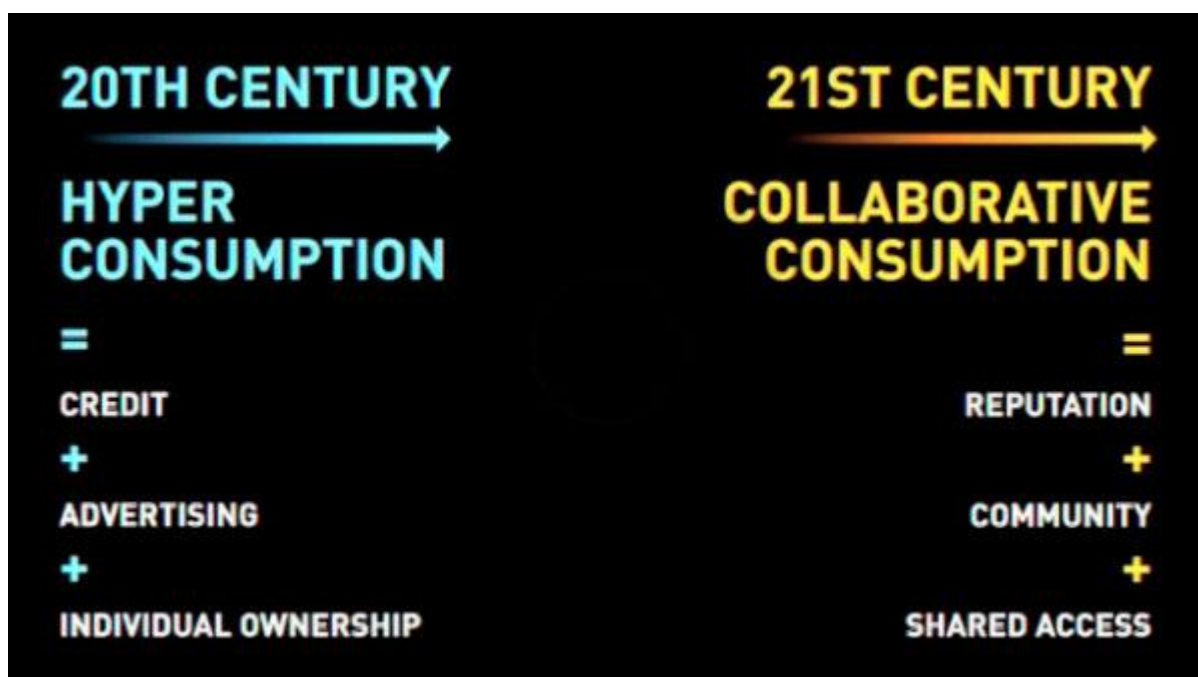 20TH CENTURY
HYPER
CONSUMPTION
=
CREDIT
+
ADVERTISING
+
INDIVIDUAL OWNERSHIP
21ST CENTURY
COLLABORATIVE
CONSUMPTION
=
REPUTATION
+
COMMUNITY
+
SHARED ACCESS